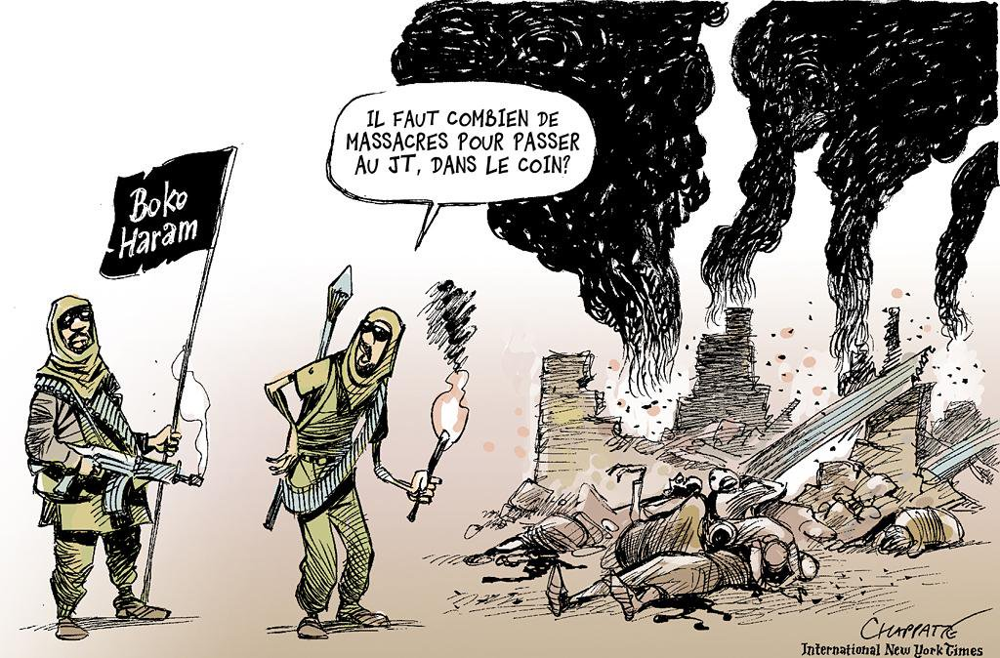 IL FAUT COMBIEN DE
MASSACRES POUR PASSER
AU JT, DANS LE COIN?
Boko
Haram
CHAPPATTE
International New York Times